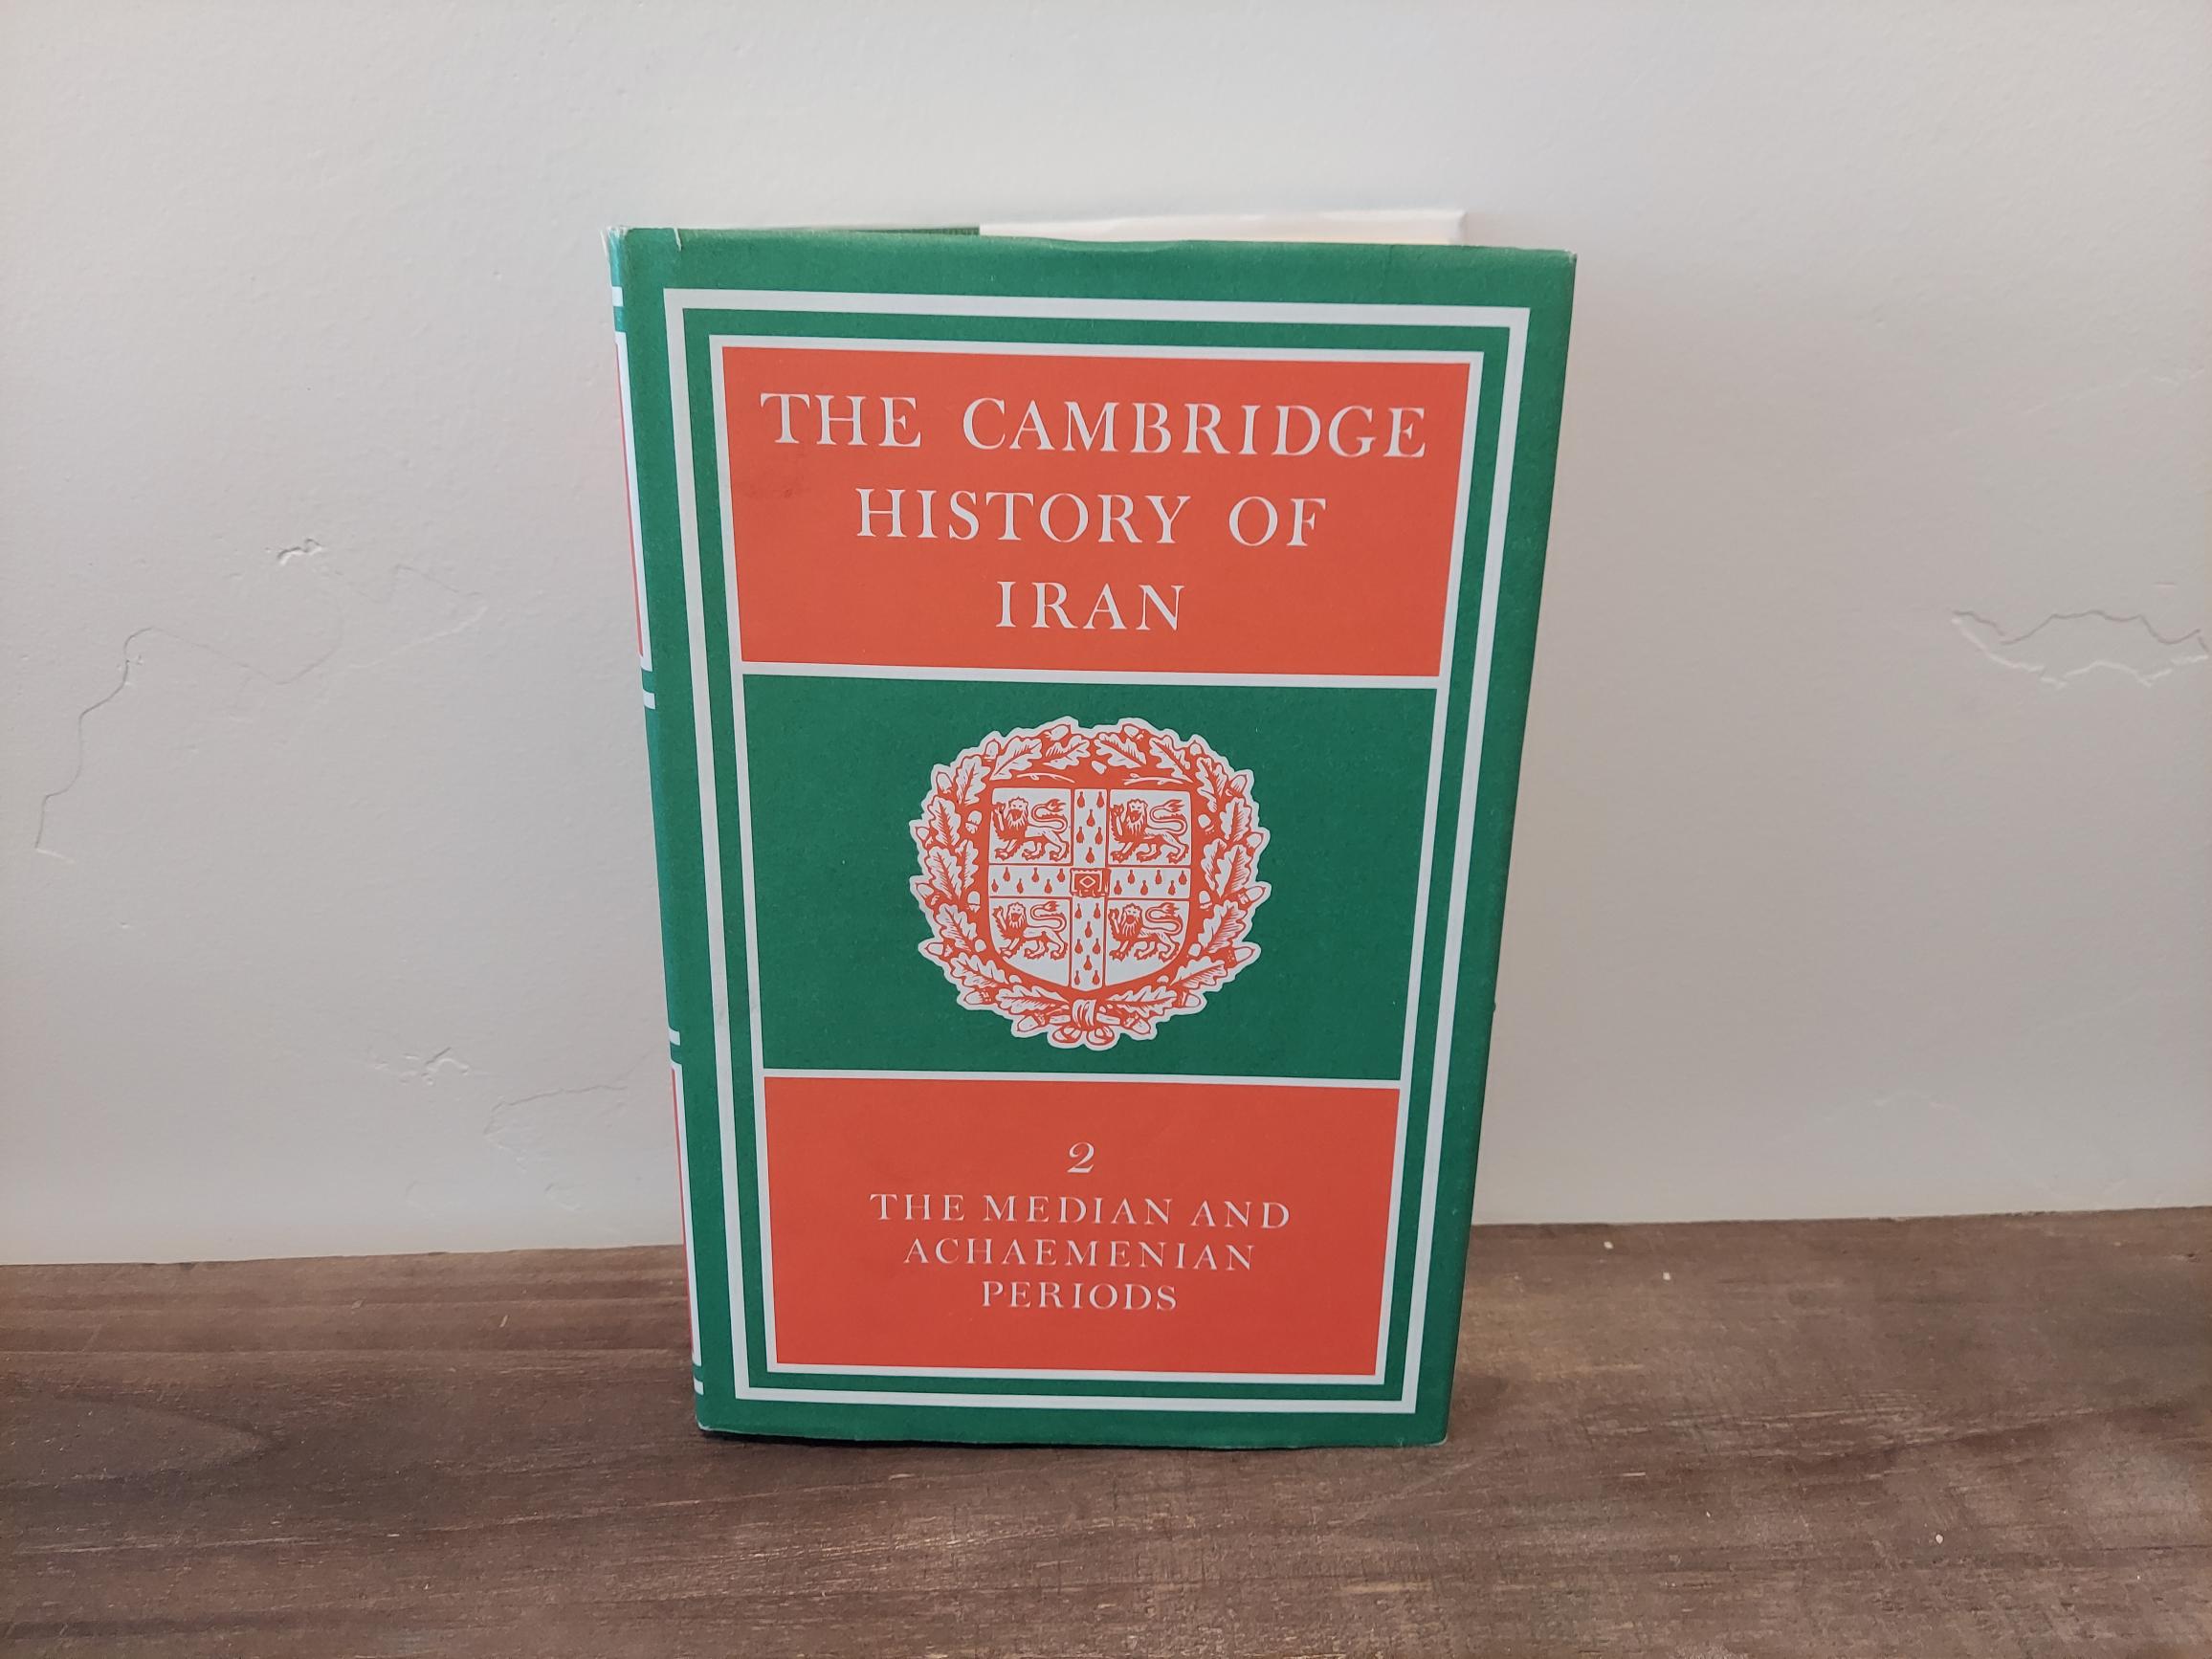 THE CAMBRIDGE
HISTORY OF
IRAN
2
THE MEDIAN AND
ACHAEMENIAN
PERIODS